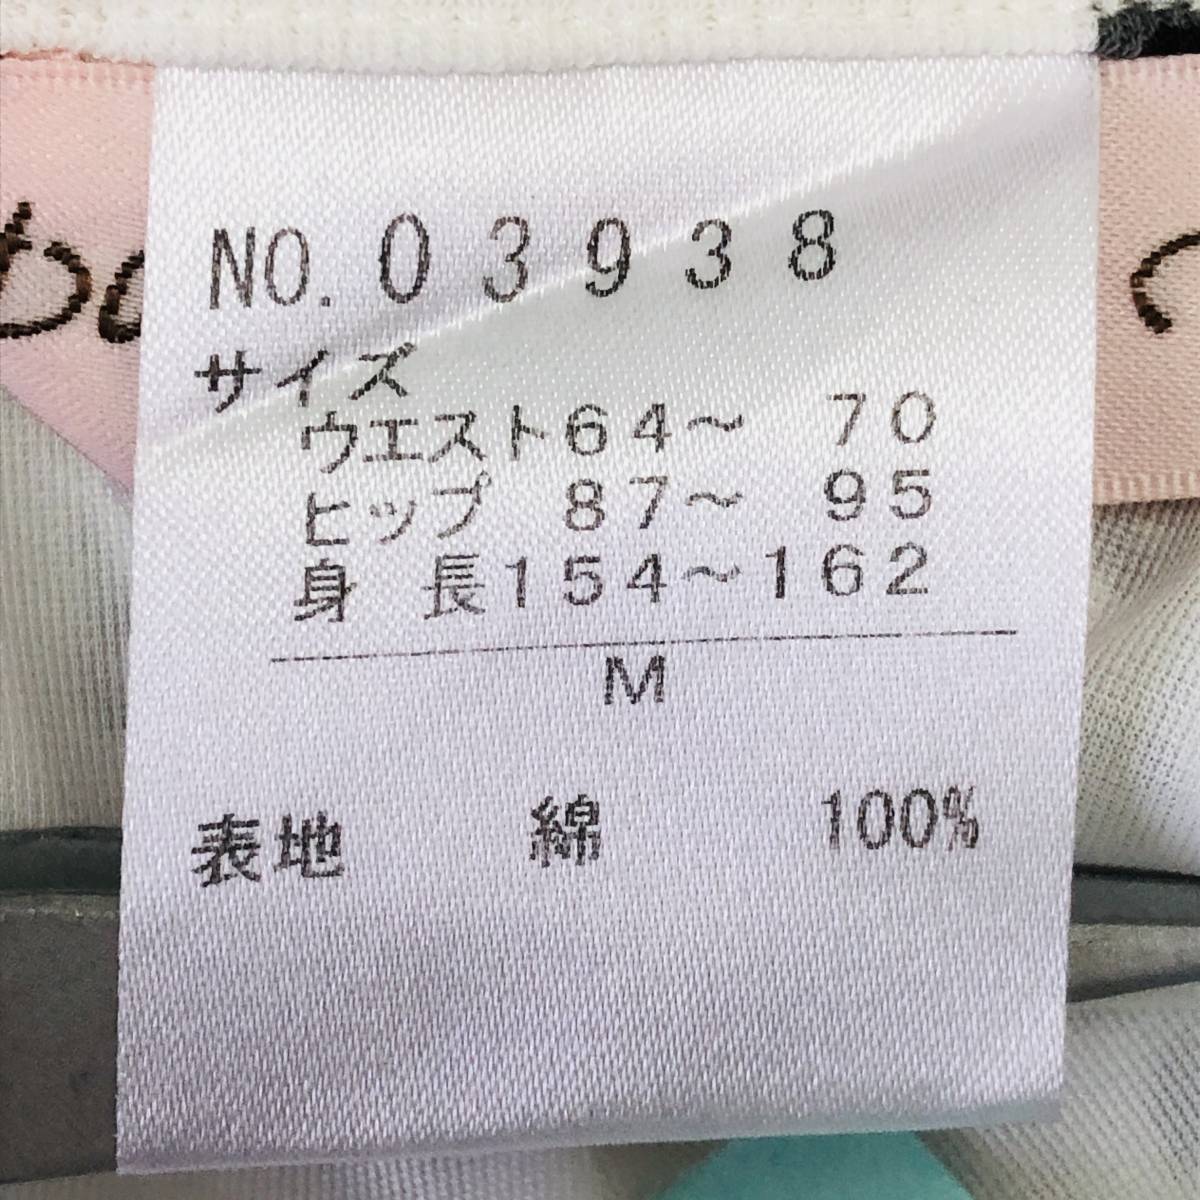 NO. 03938
サイズ
ウエスト64～ 70
ヒップ 87～ 95
身 長154～162
M
表地 綿 100%